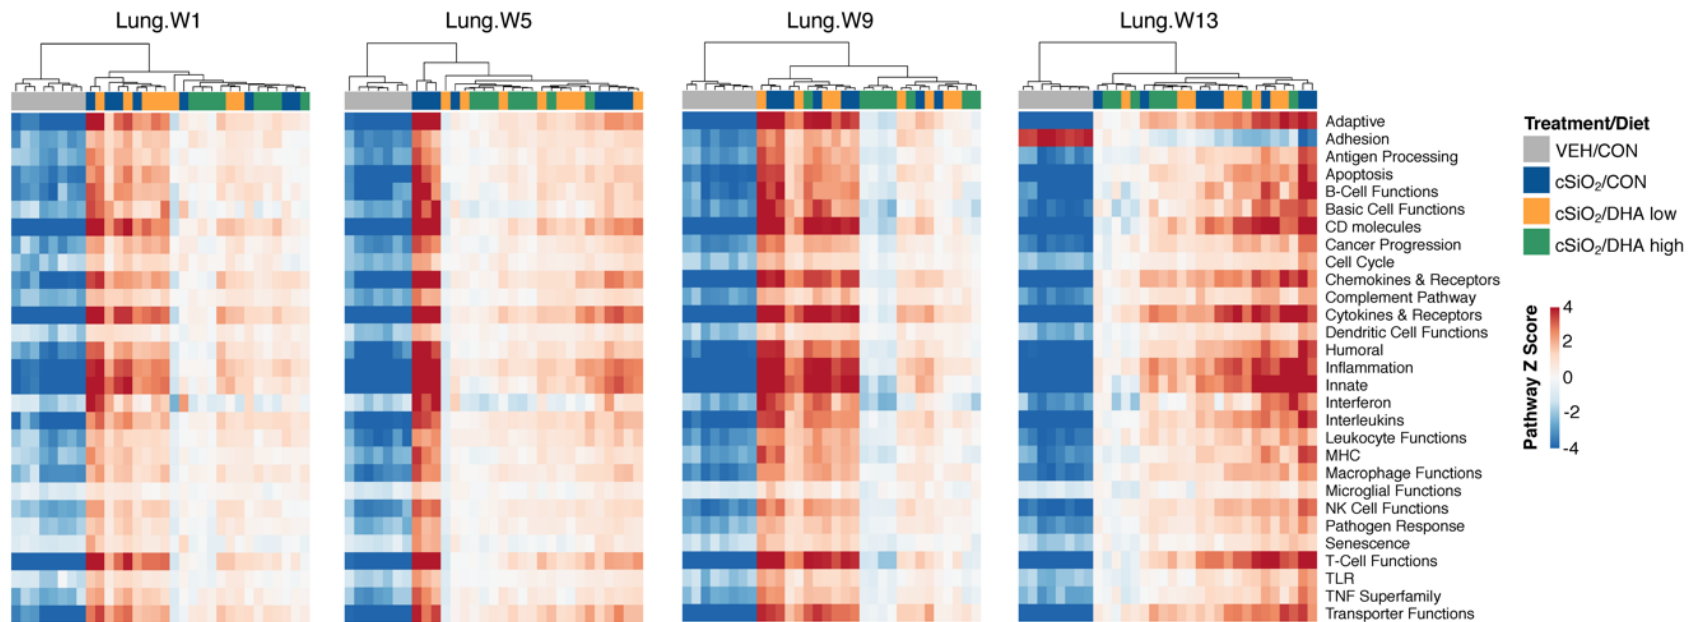 Lung.W1
Lung.W5
Lung.W9
Lung.W13
Adaptive
Adhesion
Antigen Processing
Apoptosis
B-Cell Functions
Basic Cell Functions
CD molecules
Cancer Progression
Cell Cycle
Chemokines & Receptors
Complement Pathway
Cytokines & Receptors
Dendritic Cell Functions
Humoral
Inflammation
Innate
Interferon
Interleukins
Leukocyte Functions
MHC
Macrophage Functions
Microglial Functions
NK Cell Functions
Pathogen Response
Senescence
T-Cell Functions
TLR
TNF Superfamily
Transporter Functions
Treatment/Diet
VEH/CON
cSiO₂/CON
cSiO₂/DHA low
cSiO₂/DHA high
Pathway Z Score
4
2
0
-2
-4